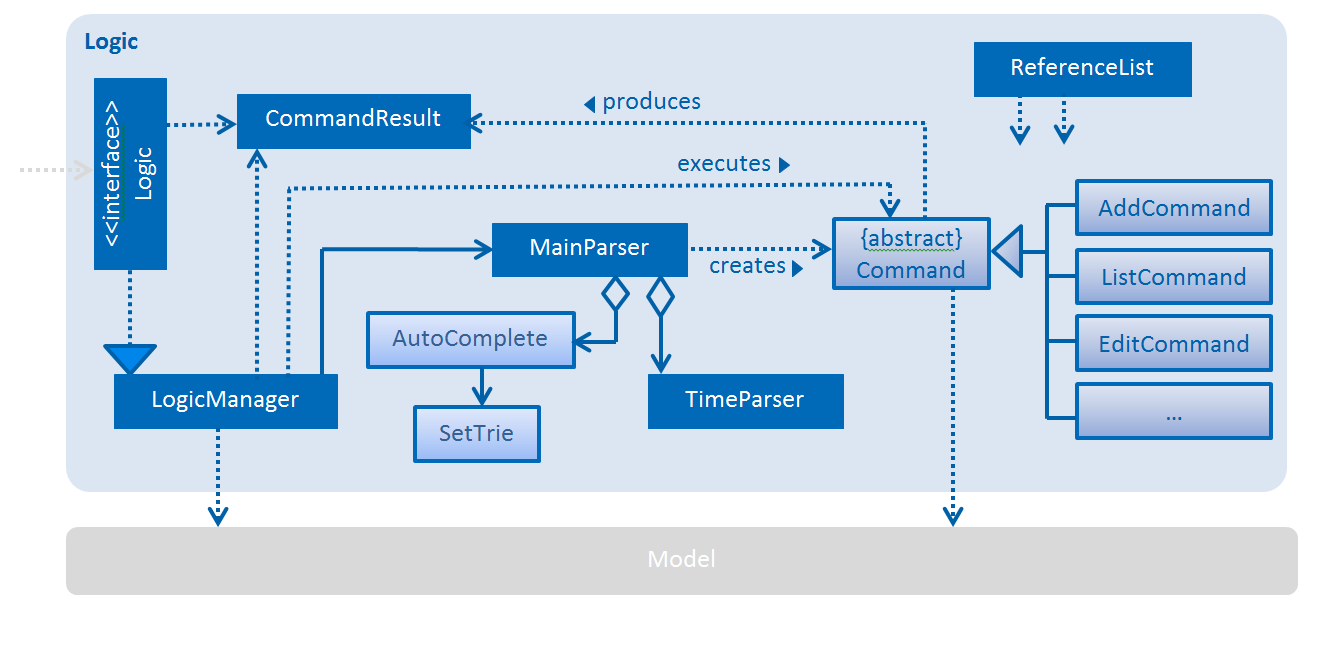 Logic
ReferenceList
<<interface>>
Logic
CommandResult
produces
executes
AddCommand
MainParser
{abstract}
Command
creates
ListCommand
AutoComplete
EditCommand
LogicManager
TimeParser
...
SetTrie
Model